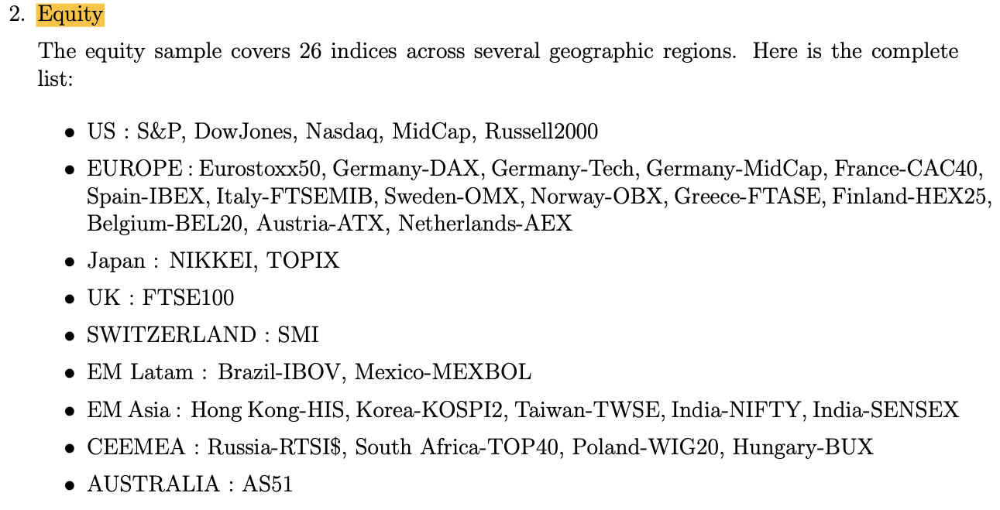 2. Equity
The equity sample covers 26 indices across several geographic regions. Here is the complete
list:
• US : S&P, DowJones, Nasdaq, MidCap, Russell2000
• EUROPE : Eurostoxx50, Germany-DAX, Germany-Tech, Germany-MidCap, France-CAC40,
Spain-IBEX, Italy-FTSEMIB, Sweden-OMX, Norway-OBX, Greece-FTASE, Finland-HEX25,
Belgium-BEL20, Austria-ATX, Netherlands-AEX
• Japan : NIKKEI, TOPIX
• UK : FTSE100
• SWITZERLAND : SMI
• EM Latam : Brazil-IBOV, Mexico-MEXBOL
• EM Asia : Hong Kong-HIS, Korea-KOSPI2, Taiwan-TWSE, India-NIFTY, India-SENSEX
• CEEMEA : Russia-RTSI$, South Africa-TOP40, Poland-WIG20, Hungary-BUX
• AUSTRALIA : AS51